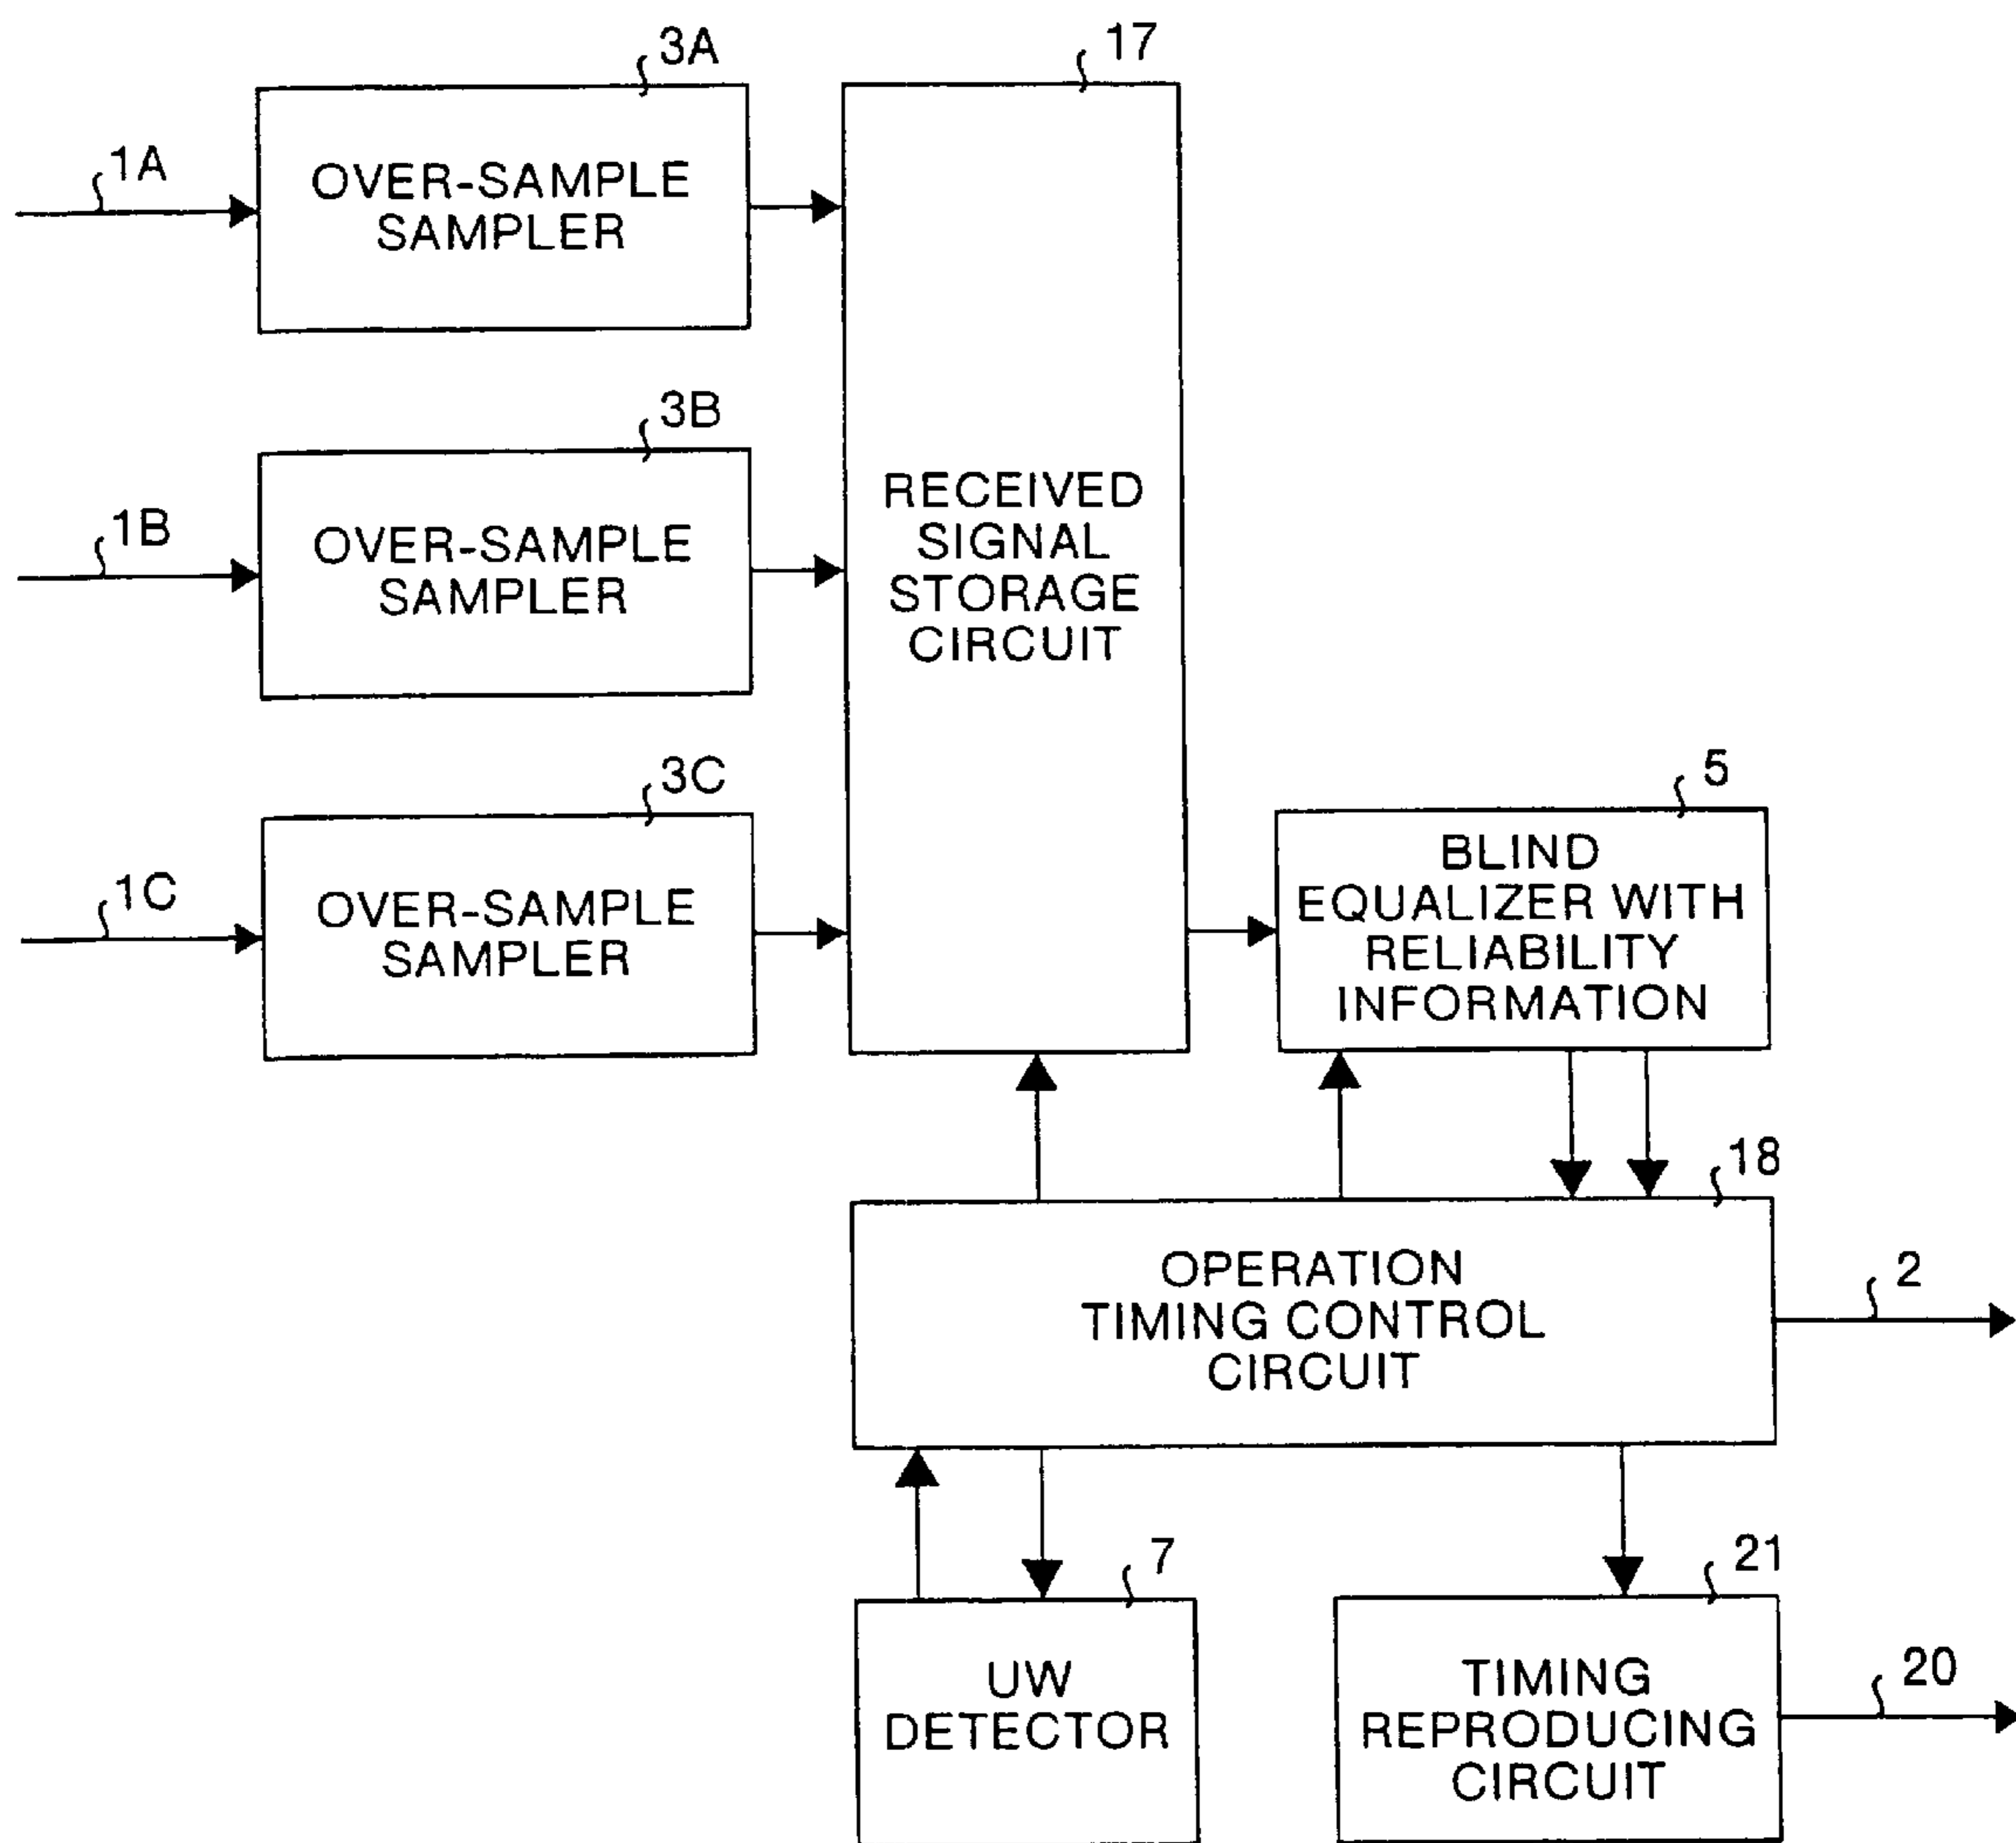 3A
17
1A
OVER-SAMPLE
SAMPLER
3B
1B
OVER-SAMPLE
SAMPLER
RECEIVED
SIGNAL
STORAGE
CIRCUIT
3C
1C
OVER-SAMPLE
SAMPLER
5
BLIND
EQUALIZER WITH
RELIABILITY
INFORMATION
18
OPERATION
TIMING CONTROL
CIRCUIT
2
7
UW
DETECTOR
21
TIMING
REPRODUCING
CIRCUIT
20